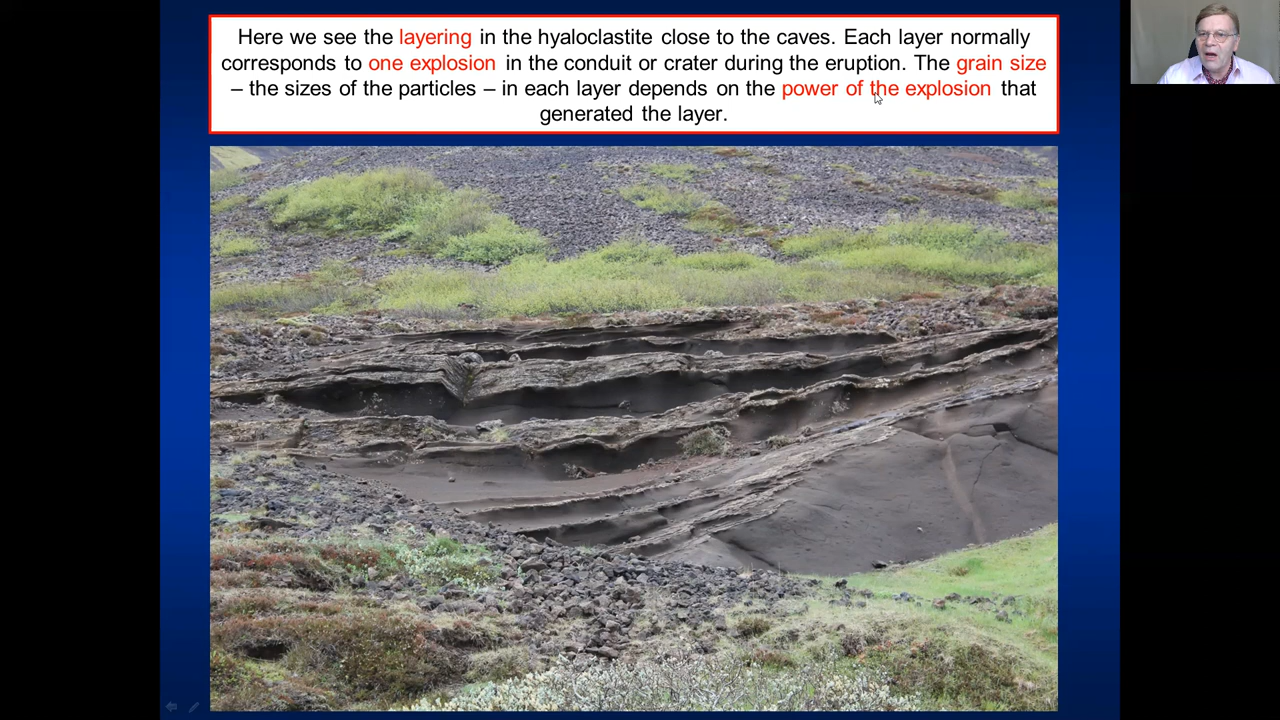 Here we see the layering in the hyaloclastite close to the caves. Each layer normally
corresponds to one explosion in the conduit or crater during the eruption. The grain size
– the sizes of the particles – in each layer depends on the power of the explosion that
generated the layer.